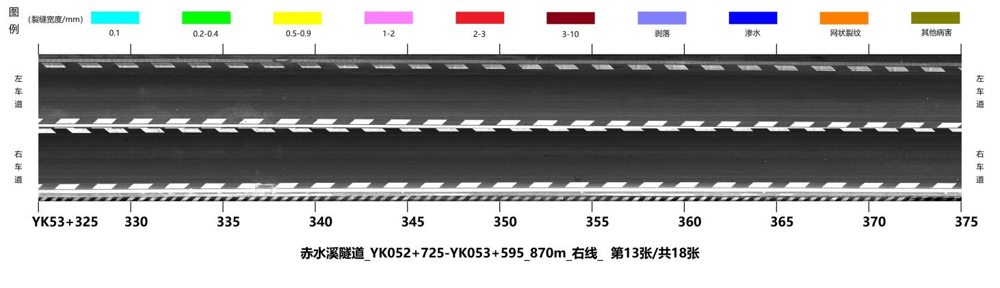 图例
(裂缝宽度/mm)
0.1 0.2-0.4 0.5-0.9 1-2 2-3 3-10 剥落 渗水 网状裂纹 其他病害
左车道 左车道
右车道 右车道
YK53+325 330 335 340 345 350 355 360 365 370 375
赤水溪隧道_YK052+725-YK053+595_870m_右线_ 第13张/共18张